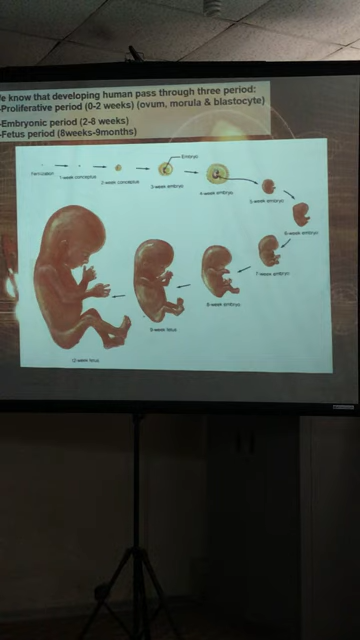 e know that developing human pass through three period:
-Proliferative period (0-2 weeks) (ovum, morula & blastocyte)
-Embryonic period (2-8 weeks)
-Fetus period (8weeks-9months)
Embryo
Fertilization
1-week conceptus
2-week conceptus
3-week embryo
4-week embryo
5-week embryo
6-week embryo
7-week embryo
8-week embryo
9-week fetus
12-week fetus